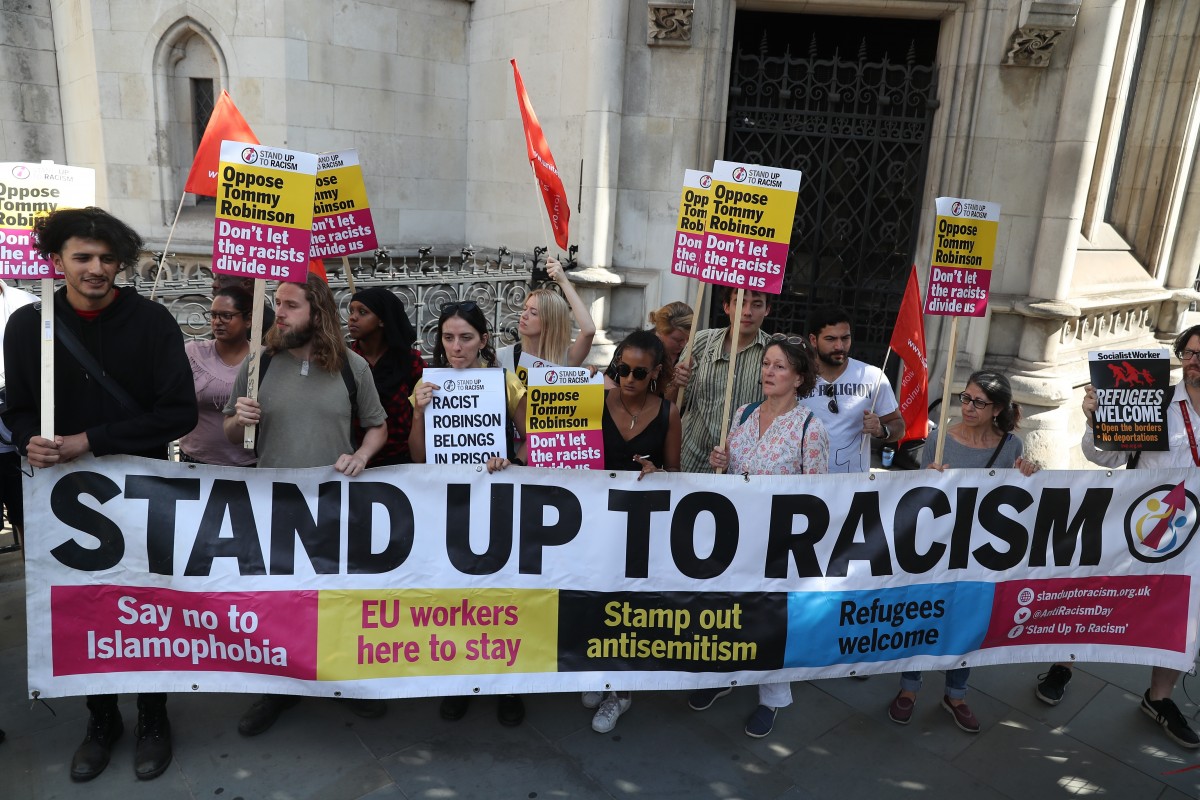 STAND UP
TO RACISM
Oppose
Tommy
Robinson
Don't let
the racists
divide us
STAND UP
TO RACISM
Oppose
Tommy
Robinson
Don't let
the racists
divide us
STAND UP
TO RACISM
Oppose
Tommy
Robinson
Don't let
the racists
divide us
STAND UP
TO RACISM
Oppose
Tommy
Robinson
Don't let
the racists
divide us
STAND UP
TO RACISM
Oppose
Tommy
Robinson
Don't let
the racists
divide us
Socialist Worker
REFUGEES
WELCOME
Open the borders
No deportations
STAND UP
TO RACISM
RACIST
ROBINSON
BELONGS
IN PRISON
STAND UP
TO RACISM
Oppose
Tommy
Robinson
Don't let
the racists
divide us
RELIGION
STAND UP TO RACISM
Say no to
Islamophobia
EU workers
here to stay
Stamp out
antisemitism
Refugees
welcome
standuptoracism.org.uk
@AntiRacismDay
'Stand Up To Racism'